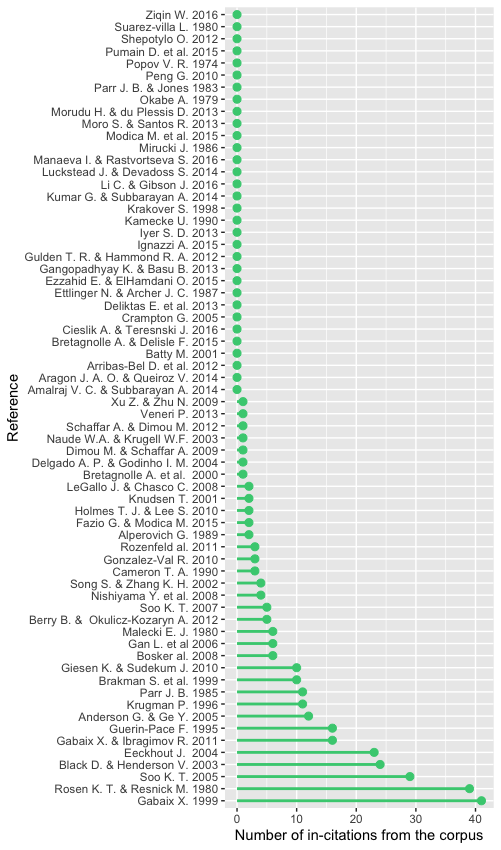 Ziqin W. 2016
Suarez-villa L. 1980
Shepotylo O. 2012
Pumain D. et al. 2015
Popov V. R. 1974
Peng G. 2010
Parr J. B. & Jones 1983
Okabe A. 1979
Morudu H. & du Plessis D. 2013
Moro S. & Santos R. 2013
Modica M. et al. 2015
Mirucki J. 1986
Manaeva I. & Rastvortseva S. 2016
Luckstead J. & Devadoss S. 2014
Li C. & Gibson J. 2016
Kumar G. & Subbarayan A. 2014
Krakover S. 1998
Kamecke U. 1990
Iyer S. D. 2013
Ignazzi A. 2015
Gulden T. R. & Hammond R. A. 2012
Gangopadhyay K. & Basu B. 2013
Ezzahid E. & ElHamdani O. 2015
Ettlinger N. & Archer J. C. 1987
Deliktas E. et al. 2013
Crampton G. 2005
Cieslik A. & Teresnski J. 2016
Bretagnolle A. & Delisle F. 2015
Batty M. 2001
Arribas-Bel D. et al. 2012
Aragon J. A. O. & Queiroz V. 2014
Amalraj V. C. & Subbarayan A. 2014
Xu Z. & Zhu N. 2009
Veneri P. 2013
Schaffar A. & Dimou M. 2012
Naude W.A. & Krugell W.F. 2003
Dimou M. & Schaffar A. 2009
Delgado A. P. & Godinho I. M. 2004
Bretagnolle A. et al. 2000
LeGallo J. & Chasco C. 2008
Knudsen T. 2001
Holmes T. J. & Lee S. 2010
Fazio G. & Modica M. 2015
Alperovich G. 1989
Rozenfeld al. 2011
Gonzalez-Val R. 2010
Cameron T. A. 1990
Song S. & Zhang K. H. 2002
Nishiyama Y. et al. 2008
Soo K. T. 2007
Berry B. & Okulicz-Kozaryn A. 2012
Malecki E. J. 1980
Gan L. et al 2006
Bosker al. 2008
Giesen K. & Sudekum J. 2010
Brakman S. et al. 1999
Parr J. B. 1985
Krugman P. 1996
Anderson G. & Ge Y. 2005
Guerin-Pace F. 1995
Gabaix X. & Ibragimov R. 2011
Eeckhout J. 2004
Black D. & Henderson V. 2003
Soo K. T. 2005
Rosen K. T. & Resnick M. 1980
Gabaix X. 1999
Reference
0 10 20 30 40
Number of in-citations from the corpus